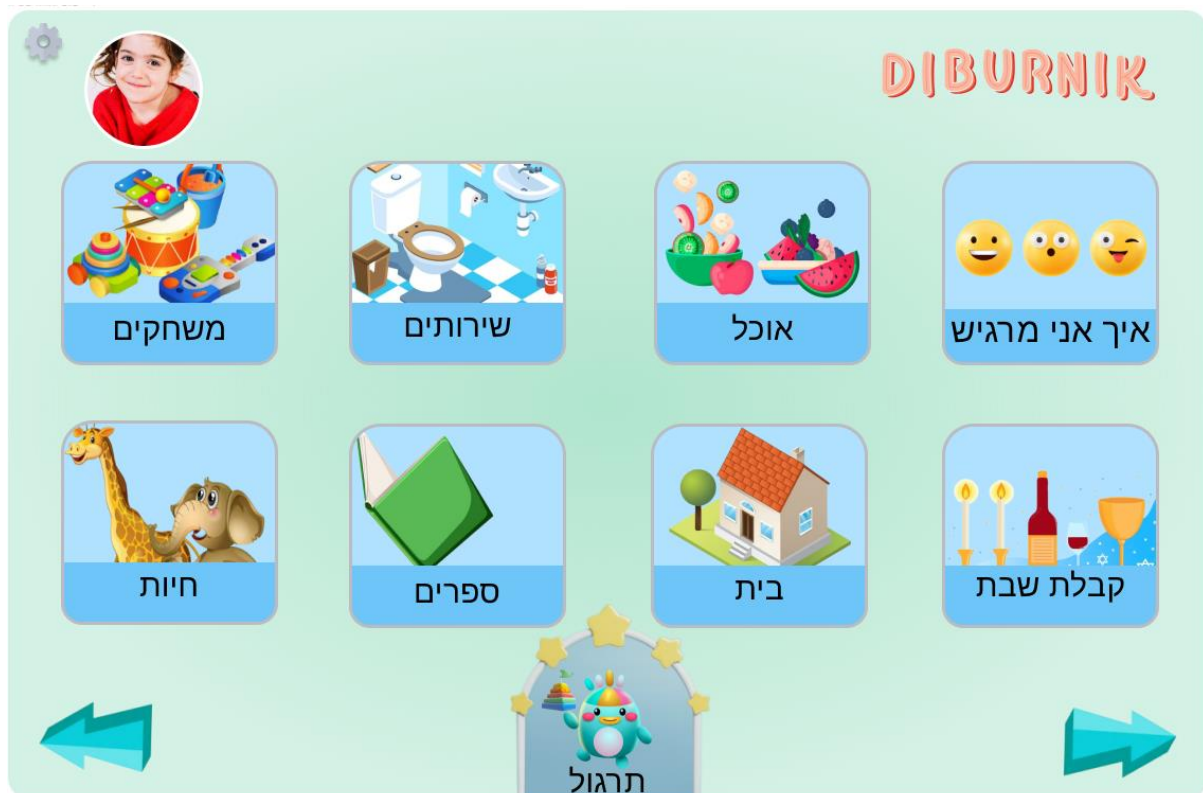 DIBURNIK
איך אני מרגיש
אוכל
שירותים
משחקים
קבלת שבת
בית
ספרים
חיות
תרגול